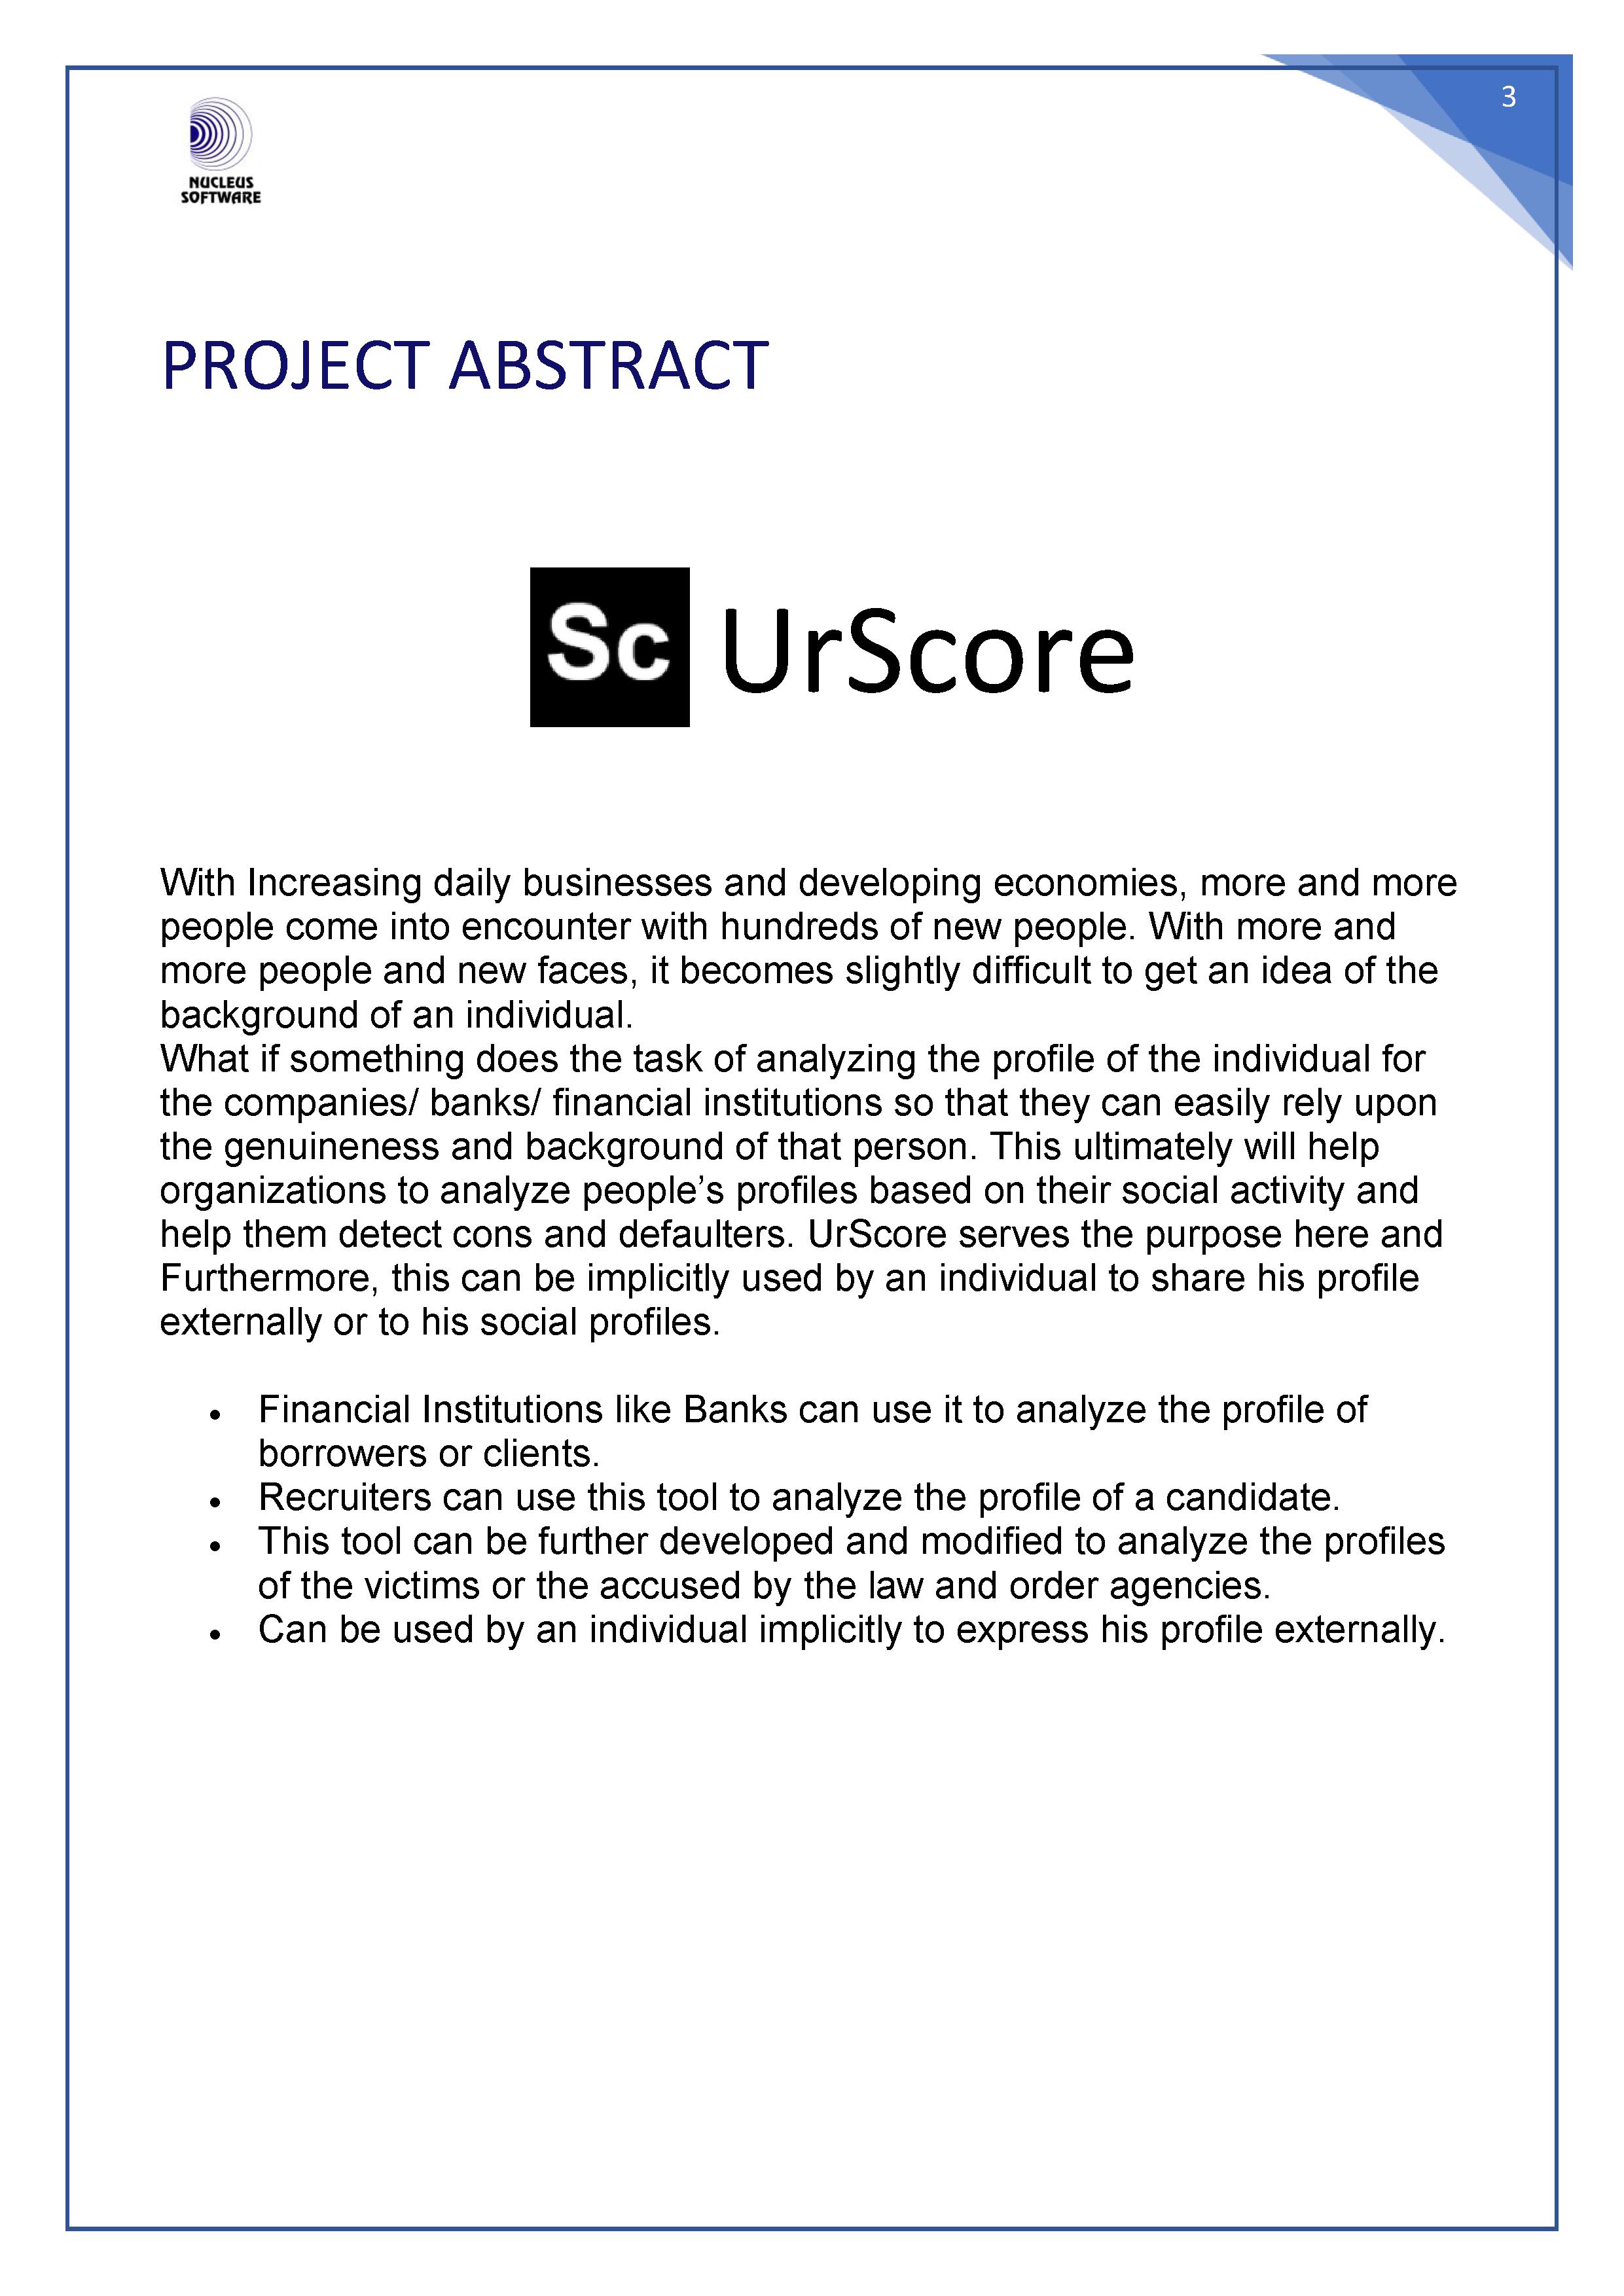 3
NUCLEUS
SOFTWARE
PROJECT ABSTRACT
Sc UrScore
With Increasing daily businesses and developing economies, more and more
people come into encounter with hundreds of new people. With more and
more people and new faces, it becomes slightly difficult to get an idea of the
background of an individual.
What if something does the task of analyzing the profile of the individual for
the companies/ banks/ financial institutions so that they can easily rely upon
the genuineness and background of that person. This ultimately will help
organizations to analyze people’s profiles based on their social activity and
help them detect cons and defaulters. UrScore serves the purpose here and
Furthermore, this can be implicitly used by an individual to share his profile
externally or to his social profiles.
• Financial Institutions like Banks can use it to analyze the profile of
borrowers or clients.
• Recruiters can use this tool to analyze the profile of a candidate.
• This tool can be further developed and modified to analyze the profiles
of the victims or the accused by the law and order agencies.
• Can be used by an individual implicitly to express his profile externally.